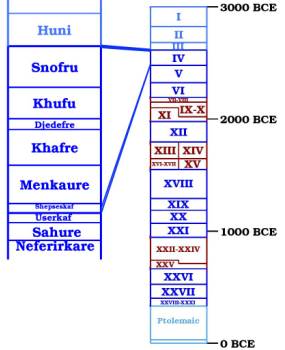 Huni
Snofru
Khufu
Djedefre
Khafre
Menkaure
Shepseskaf
Userkaf
Sahure
Neferirkare
I
II
III
IV
V
VI
VII-VIII
XI IX-X
XII
XIII XIV
XVI-XVII XV
XVIII
XIX
XX
XXI
XXII-XXIV
XXV
XXVI
XXVII
XXVIII-XXXI
Ptolemaic
3000 BCE
2000 BCE
1000 BCE
0 BCE